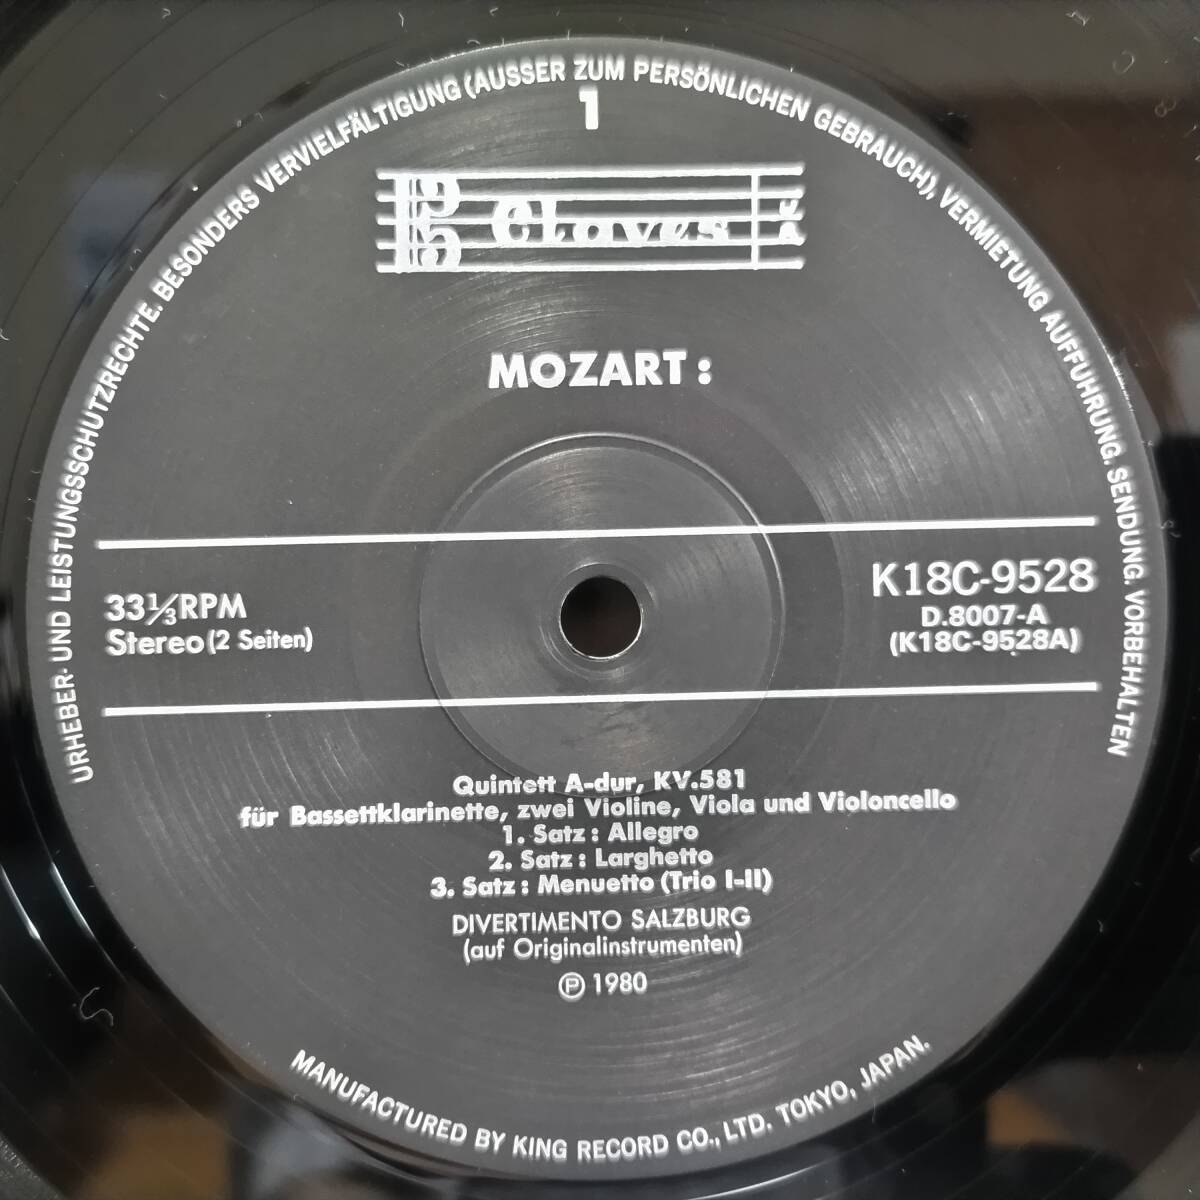 URHEBER- UND LEISTUNGSSCHUTZRECHTE. BESONDERS VERVIELFÄLTIGUNG (AUSSER ZUM PERSÖNLICHEN GEBRAUCH), VERMIETUNG AUFFUHRUNG. SENDUNG. VORBEHALTEN
1
Claves
MOZART:
33⅓RPM
Stereo (2 Seiten)
K18C-9528
D.8007-A
(K18C-9528A)
Quintett A-dur, KV.581
für Bassettklarinette, zwei Violine, Viola und Violoncello
1. Satz : Allegro
2. Satz : Larghetto
3. Satz : Menuetto (Trio I-II)
DIVERTIMENTO SALZBURG
(auf Originalinstrumenten)
℗ 1980
MANUFACTURED BY KING RECORD CO., LTD. TOKYO, JAPAN.